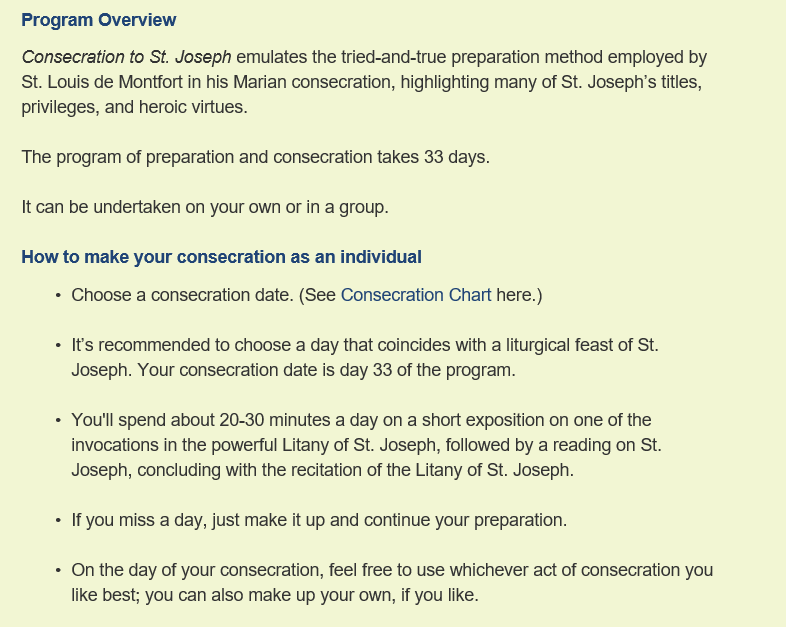 Program Overview
Consecration to St. Joseph emulates the tried-and-true preparation method employed by
St. Louis de Montfort in his Marian consecration, highlighting many of St. Joseph’s titles,
privileges, and heroic virtues.
The program of preparation and consecration takes 33 days.
It can be undertaken on your own or in a group.
How to make your consecration as an individual
• Choose a consecration date. (See Consecration Chart here.)
• It’s recommended to choose a day that coincides with a liturgical feast of St.
Joseph. Your consecration date is day 33 of the program.
• You'll spend about 20-30 minutes a day on a short exposition on one of the
invocations in the powerful Litany of St. Joseph, followed by a reading on St.
Joseph, concluding with the recitation of the Litany of St. Joseph.
• If you miss a day, just make it up and continue your preparation.
• On the day of your consecration, feel free to use whichever act of consecration you
like best; you can also make up your own, if you like.